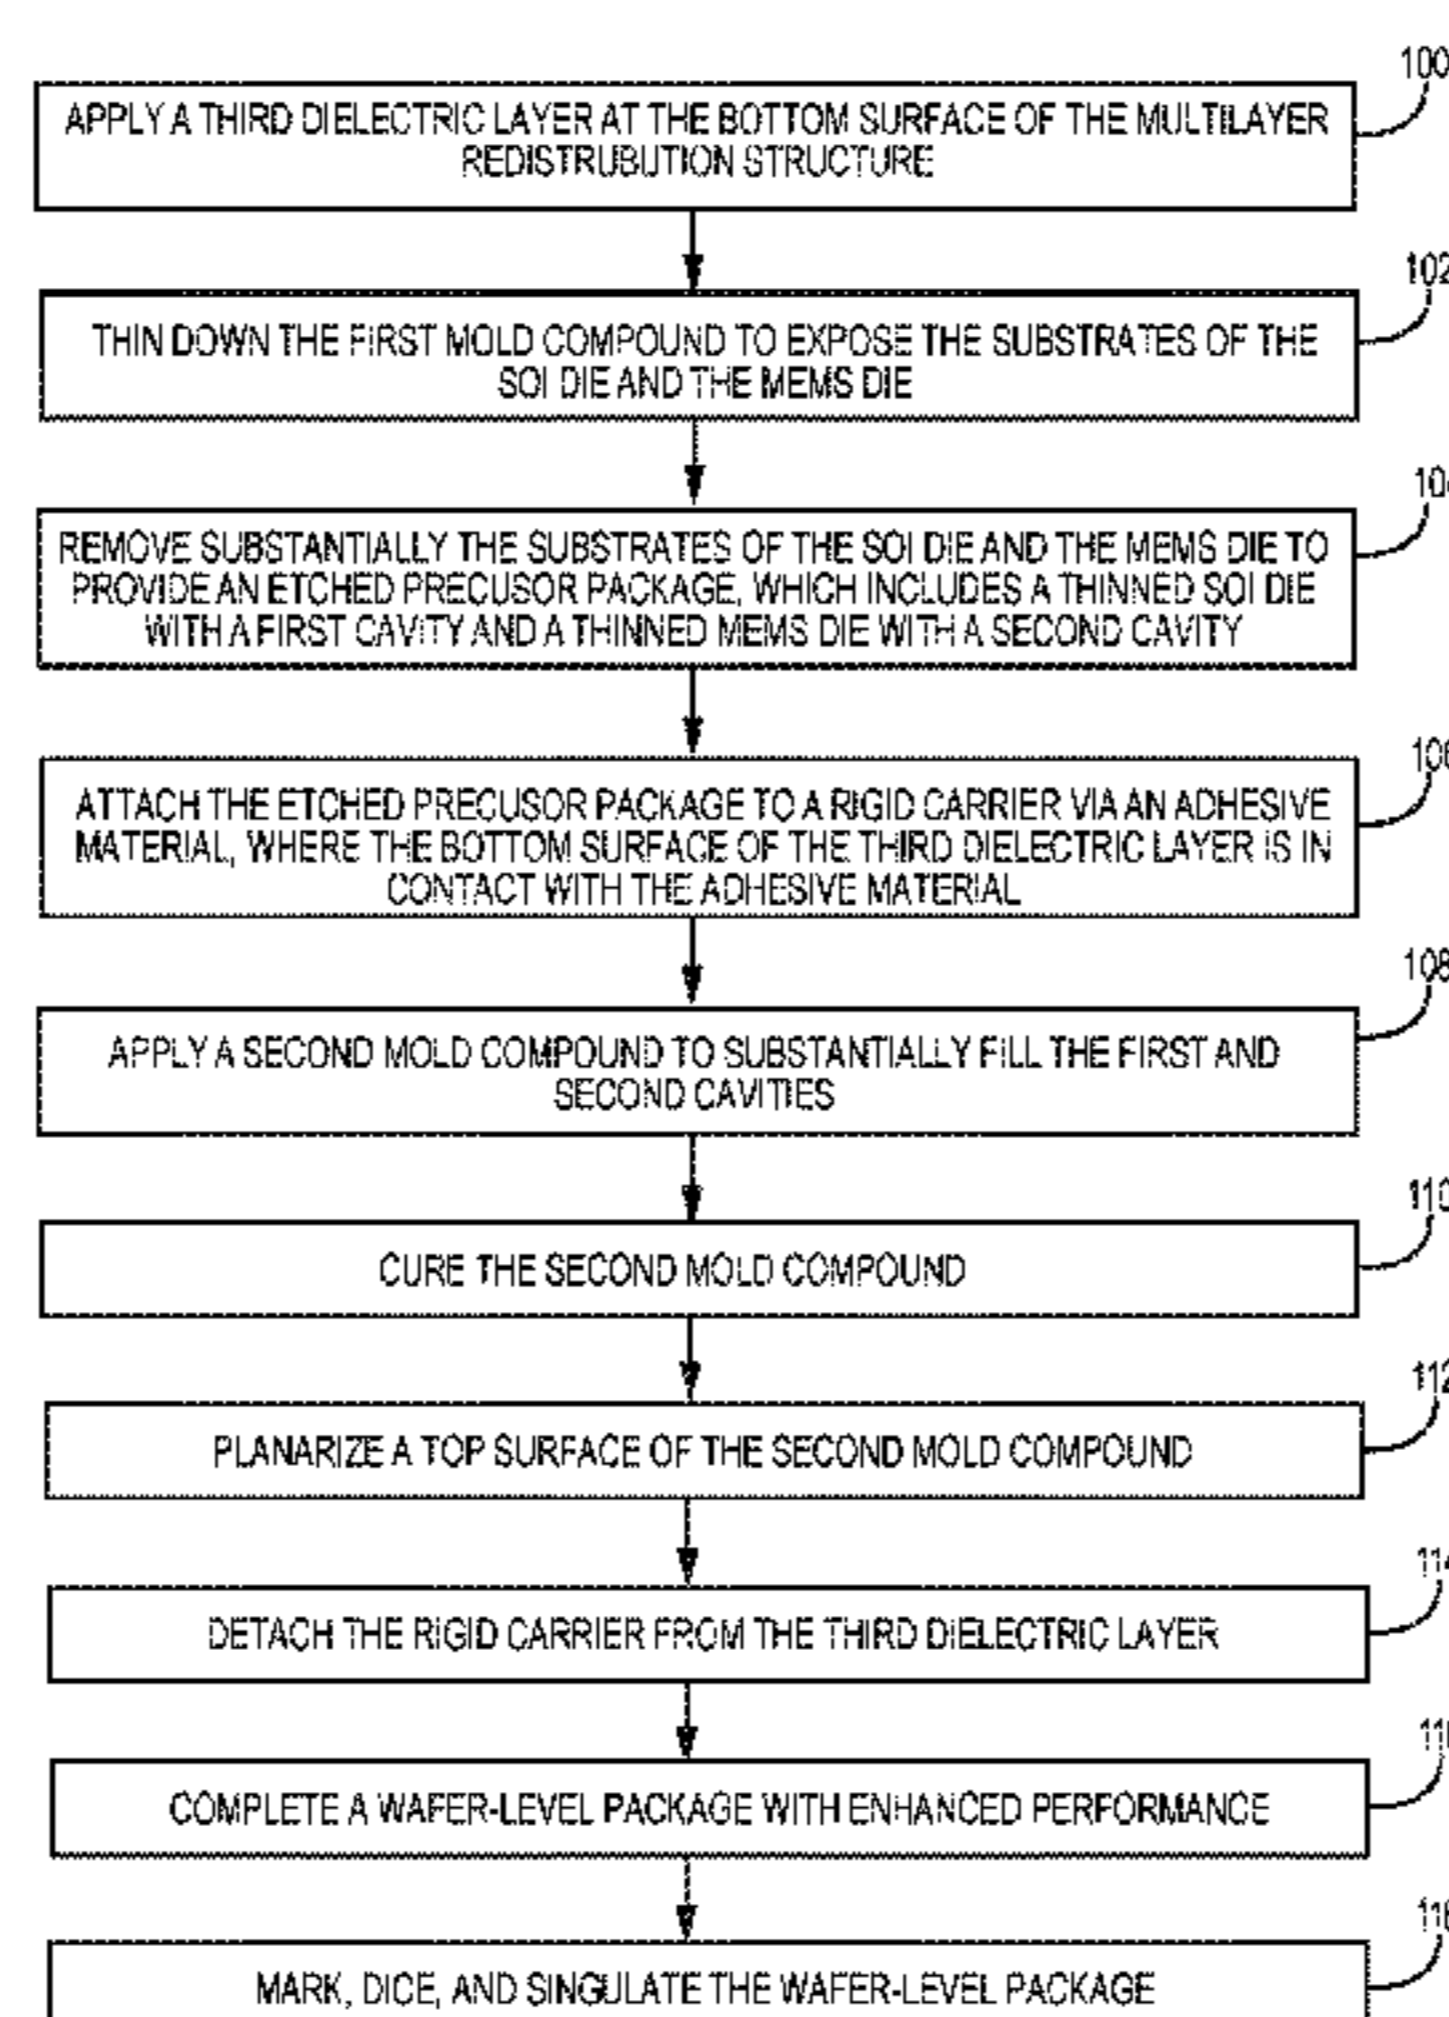 100
APPLY A THIRD DIELECTRIC LAYER AT THE BOTTOM SURFACE OF THE MULTILAYER
REDISTRUBUTION STRUCTURE
102
THIN DOWN THE FIRST MOLD COMPOUND TO EXPOSE THE SUBSTRATES OF THE
SOI DIE AND THE MEMS DIE
104
REMOVE SUBSTANTIALLY THE SUBSTRATES OF THE SOI DIE AND THE MEMS DIE TO
PROVIDE AN ETCHED PRECUSOR PACKAGE, WHICH INCLUDES A THINNED SOI DIE
WITH A FIRST CAVITY AND A THINNED MEMS DIE WITH A SECOND CAVITY
106
ATTACH THE ETCHED PRECUSOR PACKAGE TO A RIGID CARRIER VIA AN ADHESIVE
MATERIAL, WHERE THE BOTTOM SURFACE OF THE THIRD DIELECTRIC LAYER IS IN
CONTACT WITH THE ADHESIVE MATERIAL
108
APPLY A SECOND MOLD COMPOUND TO SUBSTANTIALLY FILL THE FIRST AND
SECOND CAVITIES
110
CURE THE SECOND MOLD COMPOUND
112
PLANARIZE A TOP SURFACE OF THE SECOND MOLD COMPOUND
114
DETACH THE RIGID CARRIER FROM THE THIRD DIELECTRIC LAYER
COMPLETE A WAFER-LEVEL PACKAGE WITH ENHANCED PERFORMANCE
MARK, DICE, AND SINGULATE THE WAFER-LEVEL PACKAGE